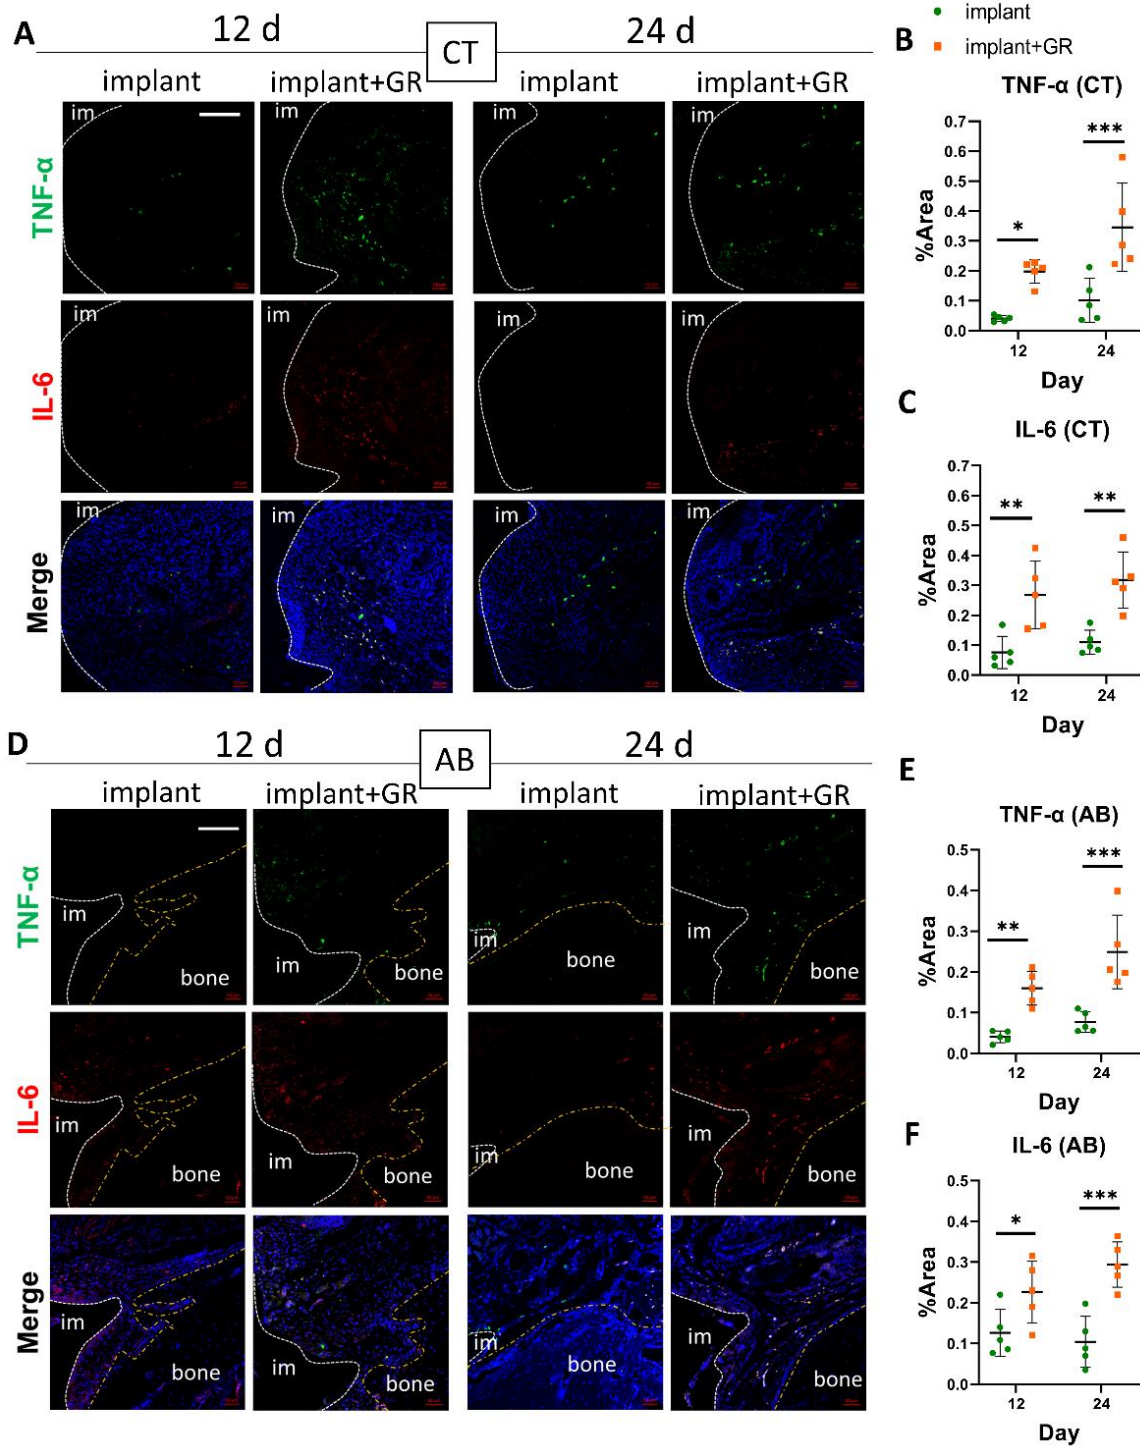 A
12 d
CT
24 d
implant
implant+GR
implant
implant+GR
TNF-α
im
im
im
im
IL-6
im
im
im
im
Merge
im
im
im
im
B
implant
implant+GR
TNF-α (CT)
%Area
0.7
0.6
0.5
0.4
0.3
0.2
0.1
0.0
*
***
12
24
Day
C
IL-6 (CT)
%Area
0.7
0.6
0.5
0.4
0.3
0.2
0.1
0.0
**
**
12
24
Day
D
12 d
AB
24 d
implant
implant+GR
implant
implant+GR
TNF-α
im
bone
im
bone
im
bone
im
bone
IL-6
im
bone
im
bone
im
bone
im
bone
Merge
im
bone
im
bone
im
bone
im
bone
E
TNF-α (AB)
%Area
0.5
0.4
0.3
0.2
0.1
0.0
**
***
12
24
Day
F
IL-6 (AB)
%Area
0.5
0.4
0.3
0.2
0.1
0.0
*
***
12
24
Day